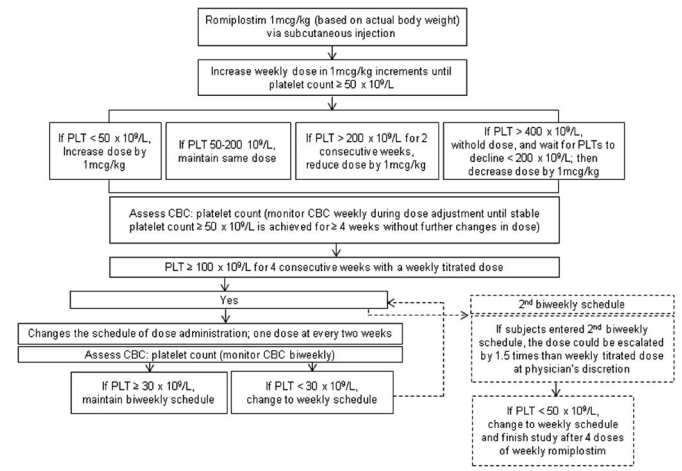 Romiplostim 1mcg/kg (based on actual body weight)
via subcutaneous injection
Increase weekly dose in 1mcg/kg increments until
platelet count ≥ 50 x 10⁹/L
If PLT < 50 x 10⁹/L,
Increase dose by
1mcg/kg
If PLT 50-200 10⁹/L,
maintain same dose
If PLT > 200 x 10⁹/L for 2
consecutive weeks,
reduce dose by 1mcg/kg
If PLT > 400 x 10⁹/L,
withold dose, and wait for PLTs to
decline < 200 x 10⁹/L; then
decrease dose by 1mcg/kg
Assess CBC: platelet count (monitor CBC weekly during dose adjustment until stable
platelet count ≥ 50 x 10⁹/L is achieved for ≥ 4 weeks without further changes in dose)
PLT ≥ 100 x 10⁹/L for 4 consecutive weeks with a weekly titrated dose
Yes
Changes the schedule of dose administration; one dose at every two weeks
Assess CBC: platelet count (monitor CBC biweekly)
If PLT ≥ 30 x 10⁹/L,
maintain biweekly schedule
If PLT < 30 x 10⁹/L,
change to weekly schedule
2nd biweekly schedule
If subjects entered 2nd biweekly
schedule, the dose could be escalated
by 1.5 times than weekly titrated dose
at physician's discretion
If PLT < 50 x 10⁹/L,
change to weekly schedule
and finish study after 4 doses
of weekly romiplostim